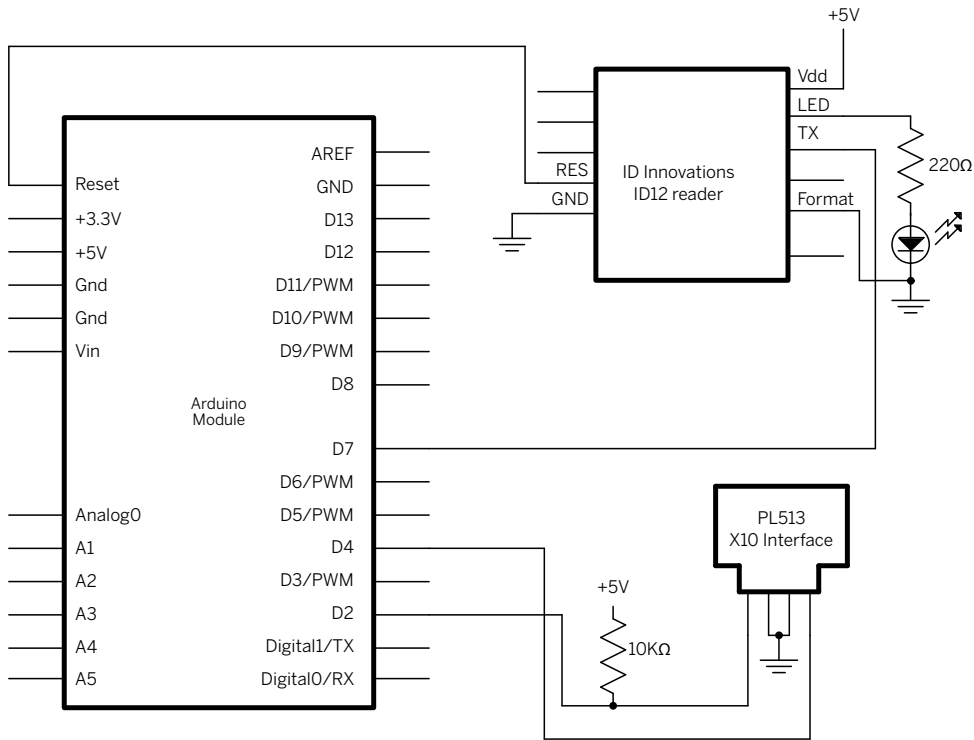 +5V
Vdd
LED
TX
RES
ID Innovations
ID12 reader
220Ω
GND
Format
AREF
Reset
GND
+3.3V
D13
+5V
D12
Gnd
D11/PWM
Gnd
D10/PWM
Vin
D9/PWM
D8
Arduino
Module
D7
D6/PWM
Analog0
D5/PWM
PL513
X10 Interface
A1
D4
A2
D3/PWM
+5V
A3
D2
A4
Digital1/TX
10KΩ
A5
Digital0/RX